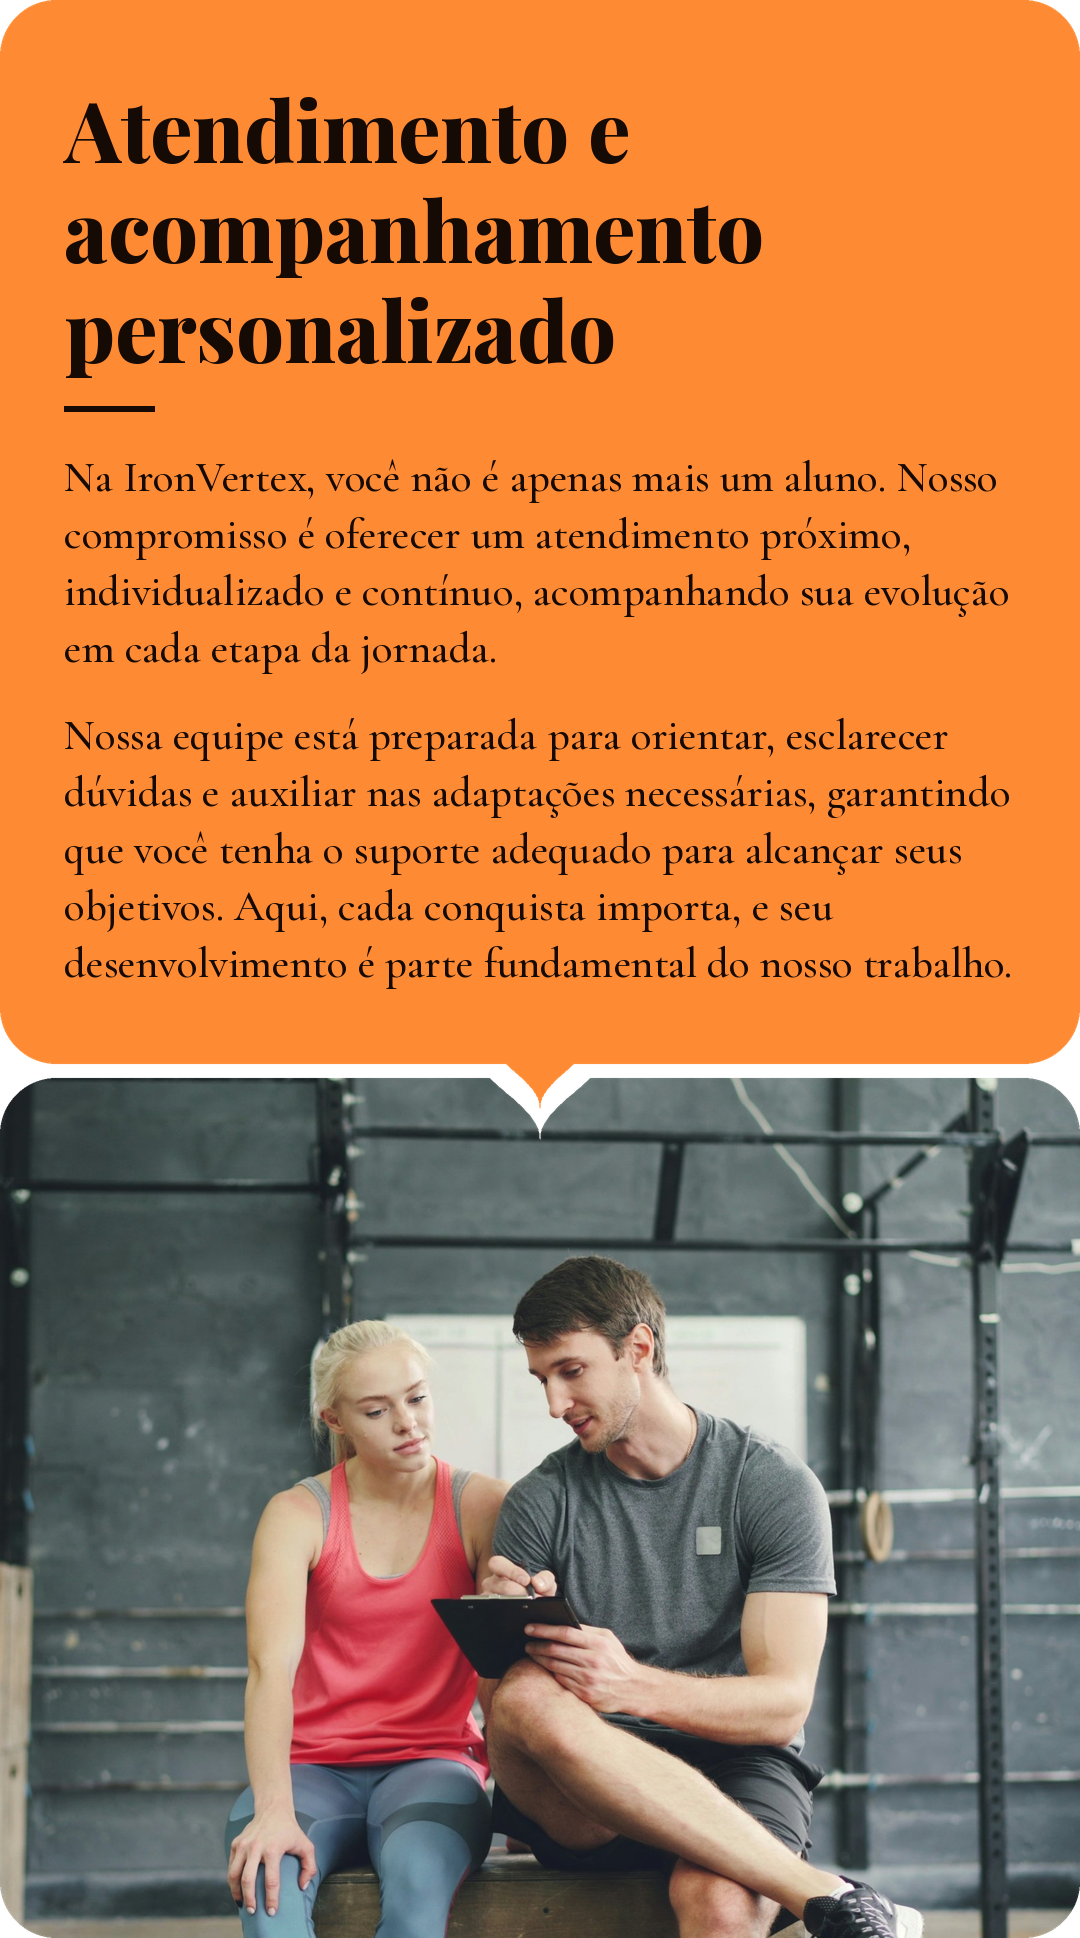 Atendimento e
acompanhamento
personalizado
Na IronVertex, você não é apenas mais um aluno. Nosso
compromisso é oferecer um atendimento próximo,
individualizado e contínuo, acompanhando sua evolução
em cada etapa da jornada.
Nossa equipe está preparada para orientar, esclarecer
dúvidas e auxiliar nas adaptações necessárias, garantindo
que você tenha o suporte adequado para alcançar seus
objetivos. Aqui, cada conquista importa, e seu
desenvolvimento é parte fundamental do nosso trabalho.